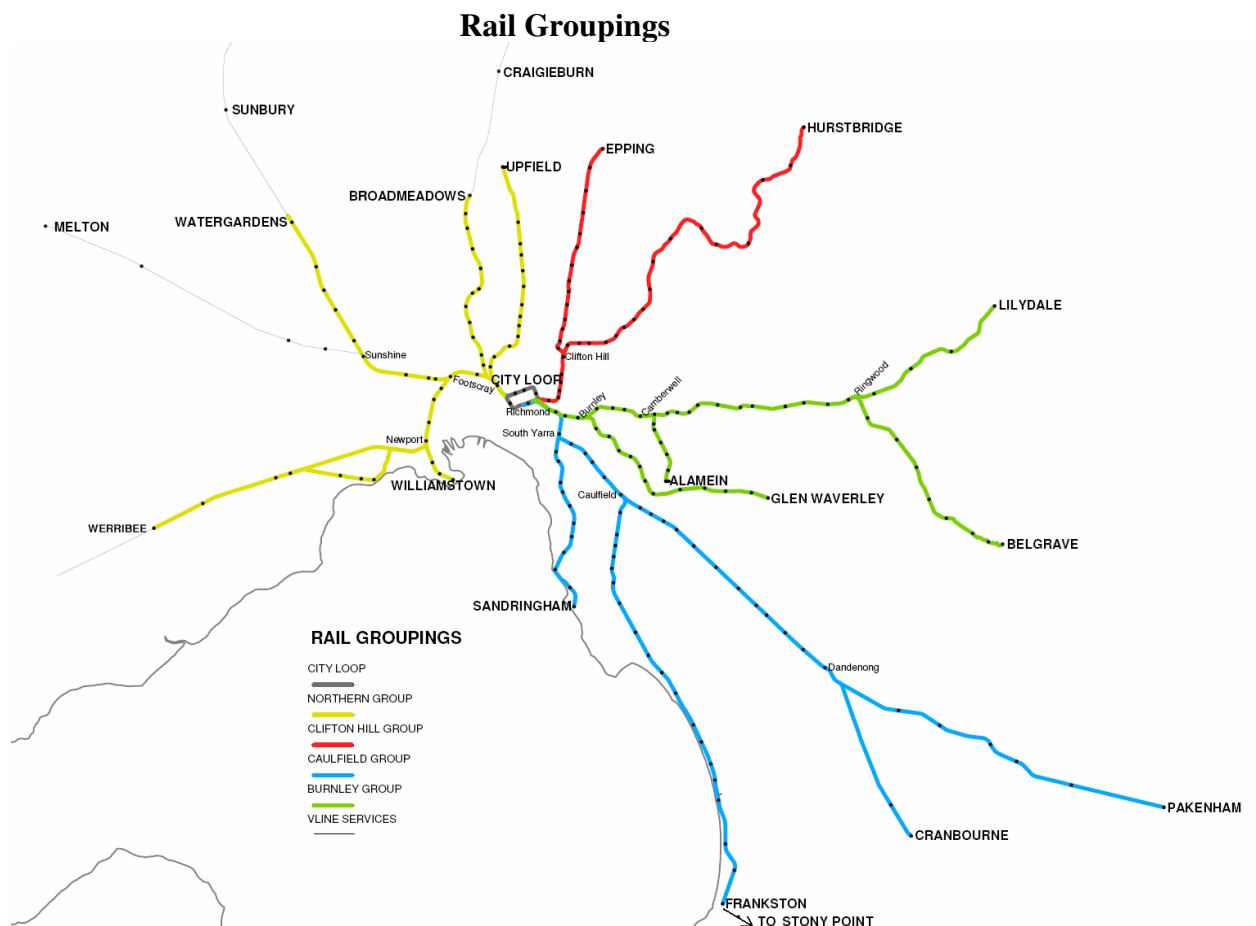 Rail Groupings
CRAIGIEBURN
SUNBURY
HURSTBRIDGE
EPPING
UPFIELD
BROADMEADOWS
WATERGARDENS
MELTON
LILYDALE
Sunshine
Clifton Hill
Ringwood
CITY LOOP
Footscray
Camberwell
Burnley
Richmond
South Yarra
Newport
ALAMEIN
WILLIAMSTOWN
Caulfield
GLEN WAVERLEY
WERRIBEE
BELGRAVE
SANDRINGHAM
RAIL GROUPINGS
CITY LOOP
NORTHERN GROUP
CLIFTON HILL GROUP
CAULFIELD GROUP
BURNLEY GROUP
VLINE SERVICES
Dandenong
PAKENHAM
CRANBOURNE
FRANKSTON
TO STONY POINT